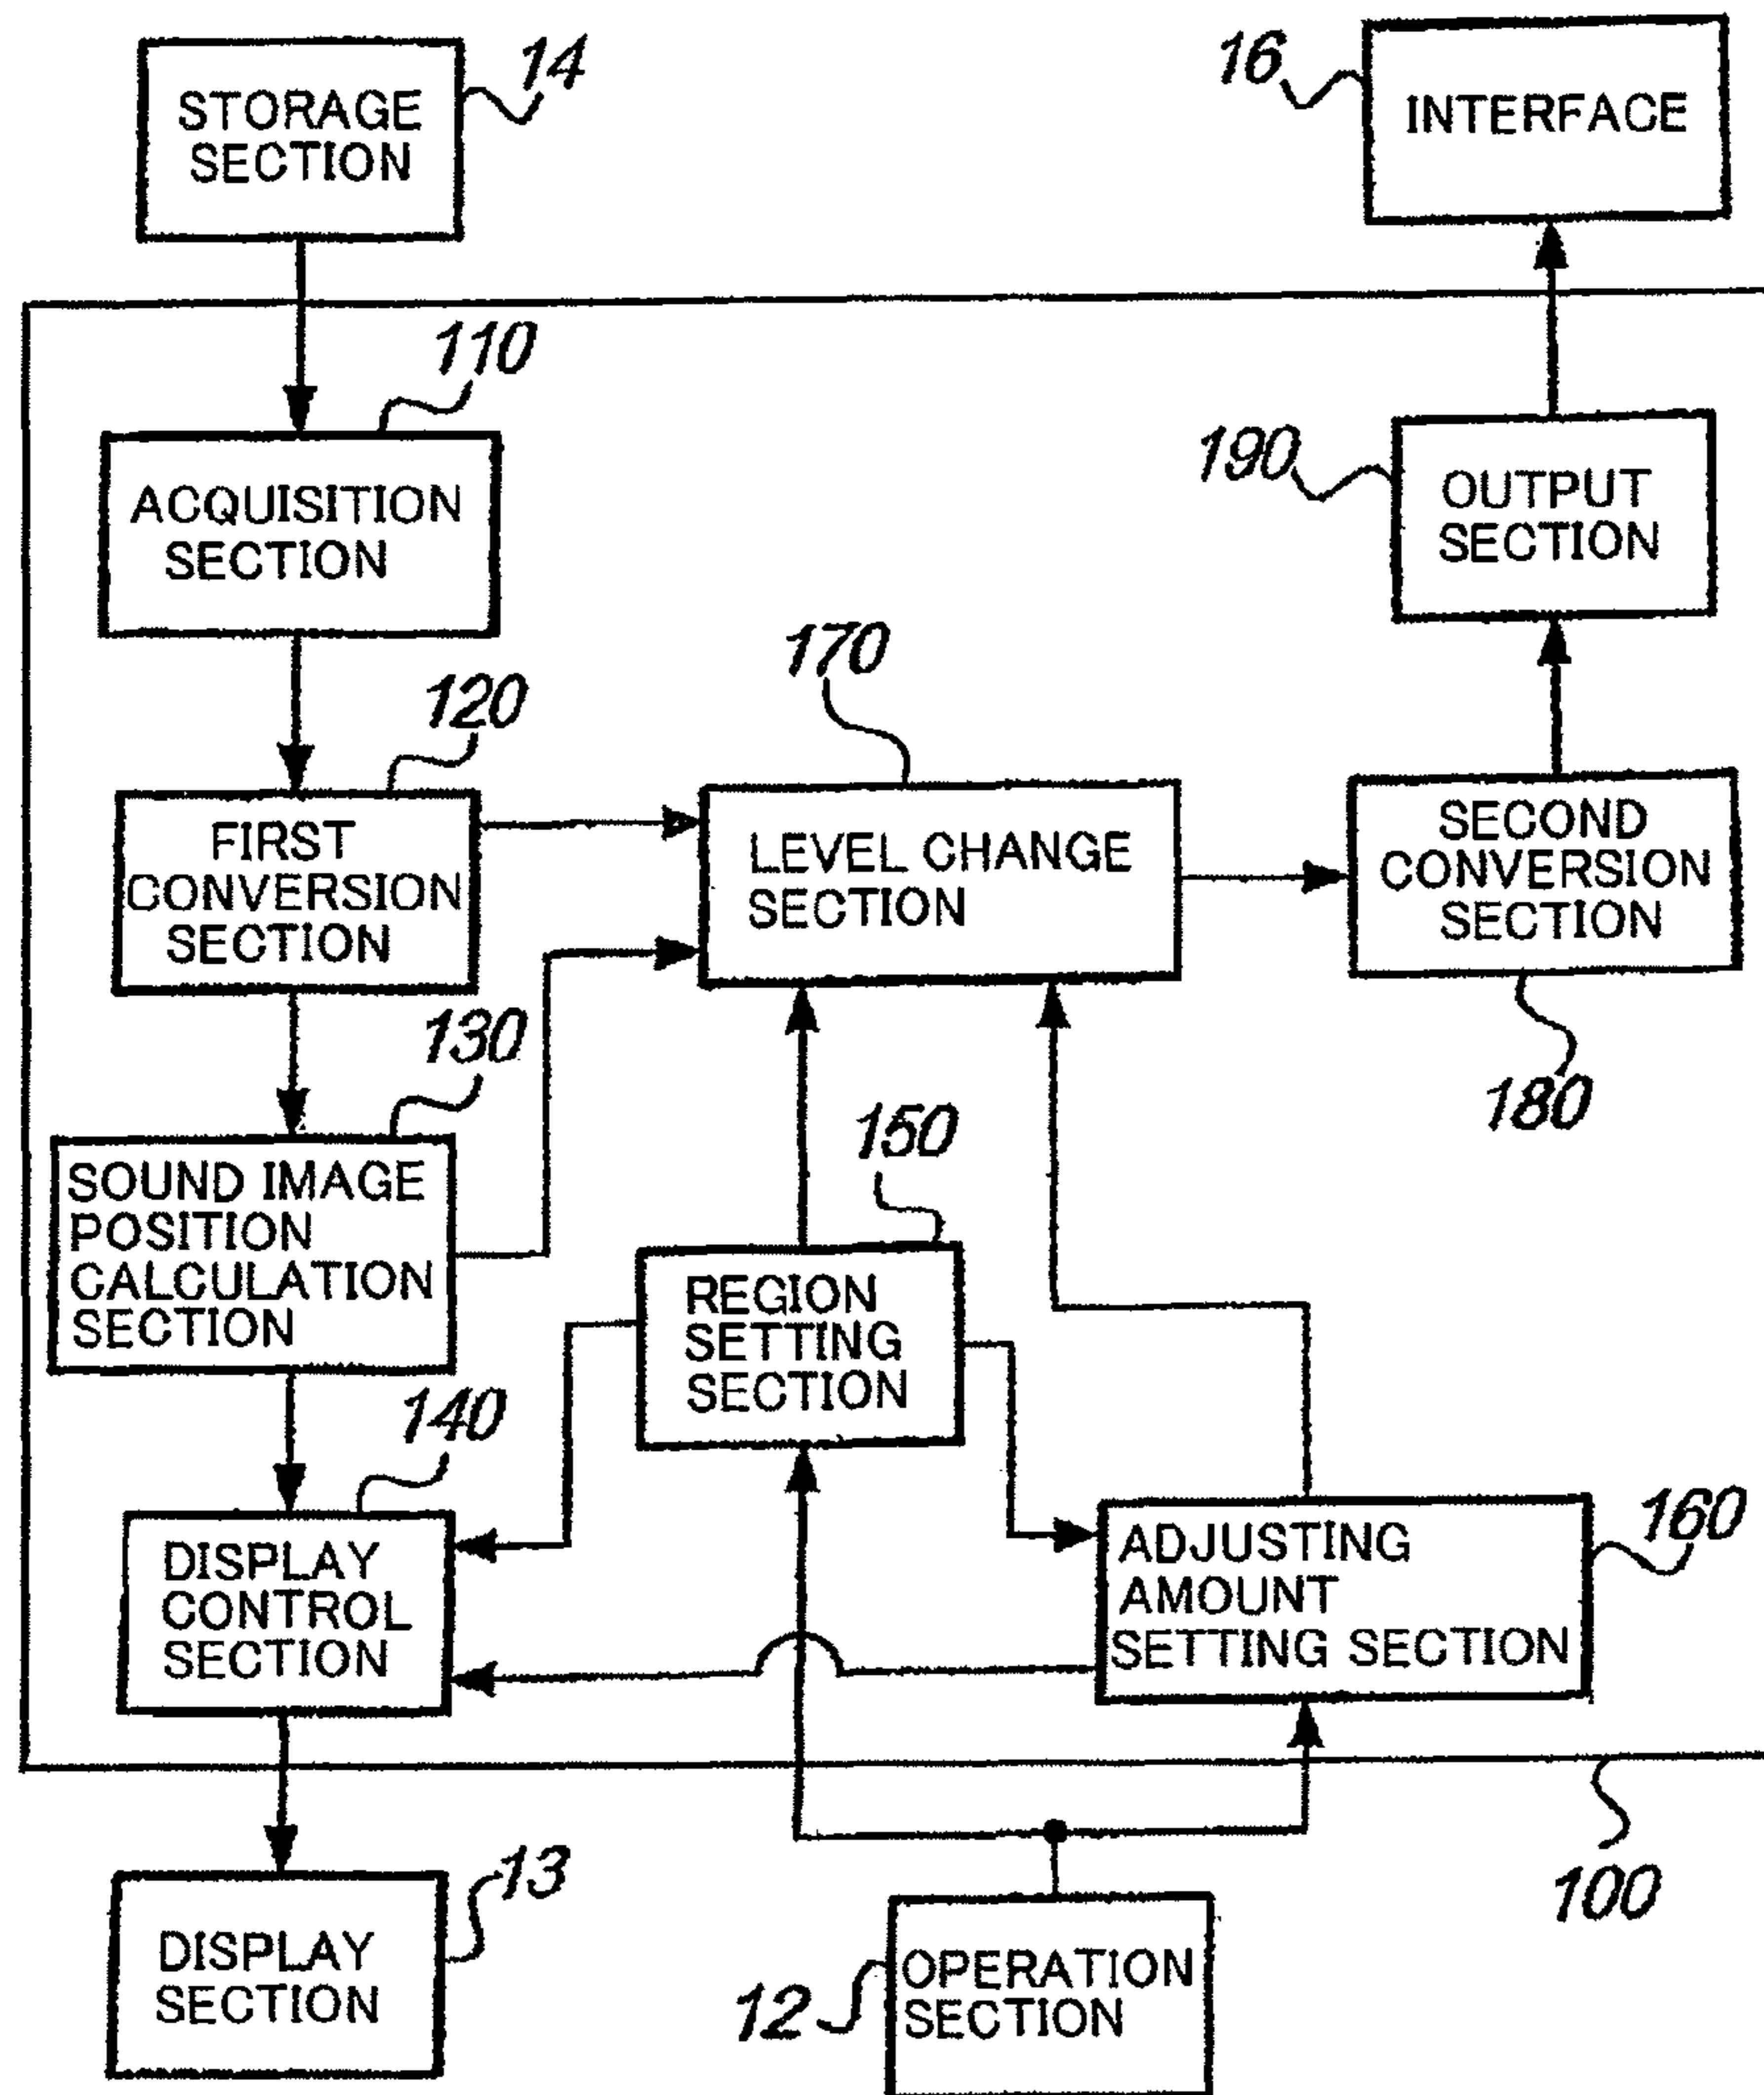 STORAGE
SECTION
14
16
INTERFACE
110
ACQUISITION
SECTION
190
OUTPUT
SECTION
120
FIRST
CONVERSION
SECTION
170
LEVEL CHANGE
SECTION
SECOND
CONVERSION
SECTION
180
130
SOUND IMAGE
POSITION
CALCULATION
SECTION
150
REGION
SETTING
SECTION
140
DISPLAY
CONTROL
SECTION
ADJUSTING
AMOUNT
SETTING SECTION
160
100
DISPLAY
SECTION
13
12
OPERATION
SECTION